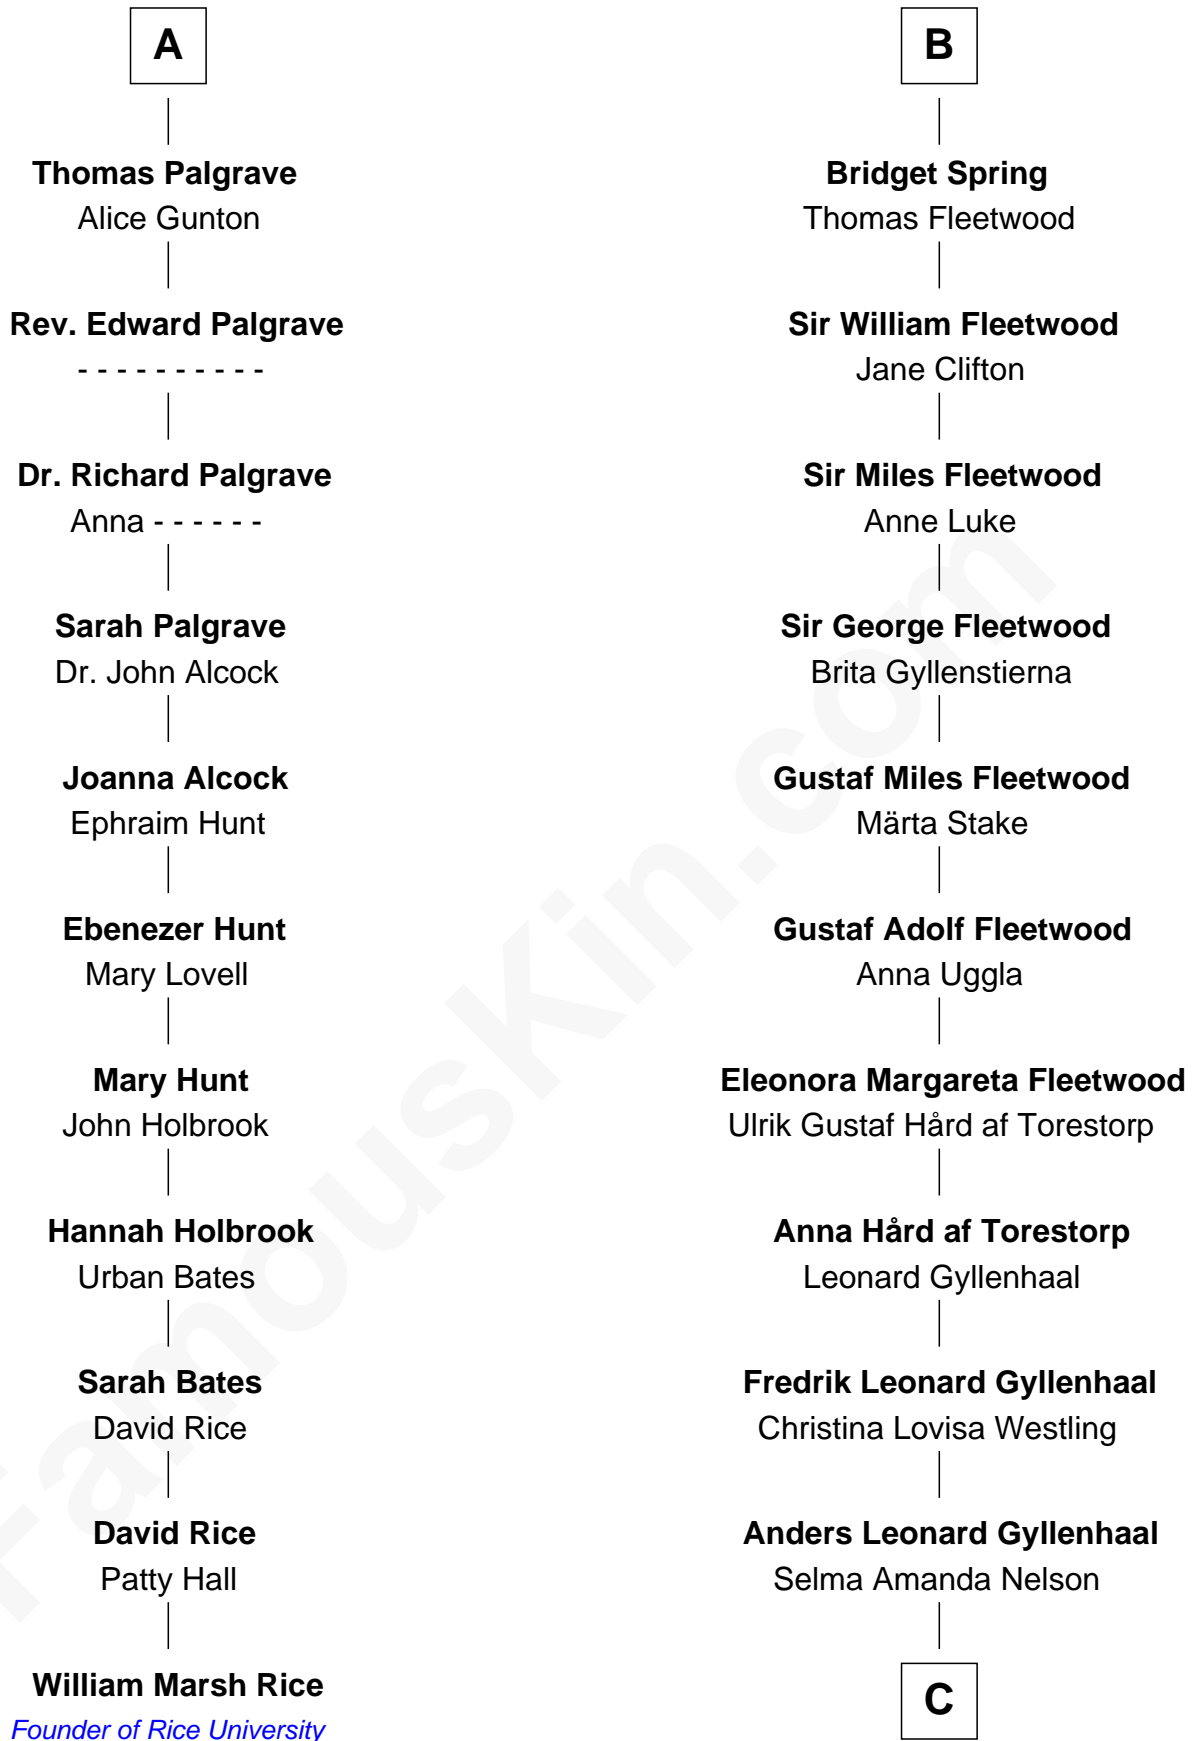 A
Thomas Palgrave
Alice Gunton
Rev. Edward Palgrave
- - - - - - - - - -
Dr. Richard Palgrave
Anna - - - - - -
Sarah Palgrave
Dr. John Alcock
Joanna Alcock
Ephraim Hunt
Ebenezer Hunt
Mary Lovell
Mary Hunt
John Holbrook
Hannah Holbrook
Urban Bates
Sarah Bates
David Rice
David Rice
Patty Hall
William Marsh Rice
Founder of Rice University
B
Bridget Spring
Thomas Fleetwood
Sir William Fleetwood
Jane Clifton
Sir Miles Fleetwood
Anne Luke
Sir George Fleetwood
Brita Gyllenstierna
Gustaf Miles Fleetwood
Märta Stake
Gustaf Adolf Fleetwood
Anna Uggla
Eleonora Margareta Fleetwood
Ulrik Gustaf Hård af Torestorp
Anna Hård af Torestorp
Leonard Gyllenhaal
Fredrik Leonard Gyllenhaal
Christina Lovisa Westling
Anders Leonard Gyllenhaal
Selma Amanda Nelson
C
FamousKin.com